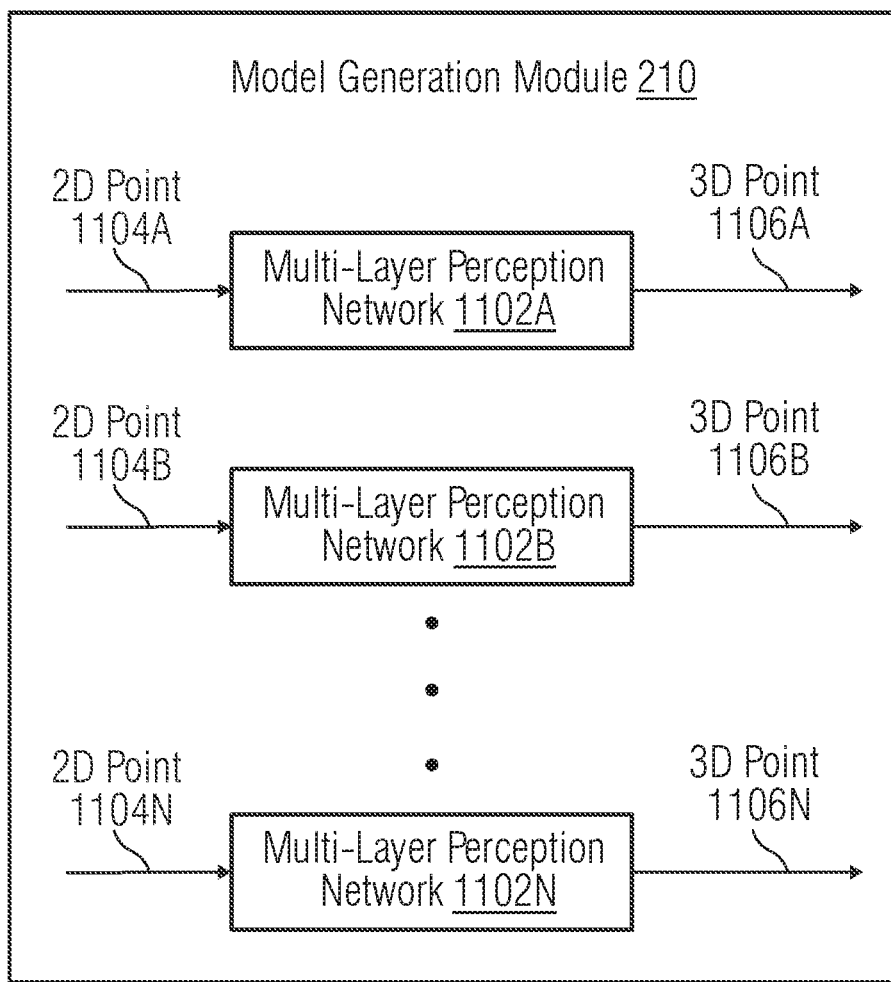 Model Generation Module 210
2D Point
1104A
Multi-Layer Perception
Network 1102A
3D Point
1106A
2D Point
1104B
Multi-Layer Perception
Network 1102B
3D Point
1106B
2D Point
1104N
Multi-Layer Perception
Network 1102N
3D Point
1106N